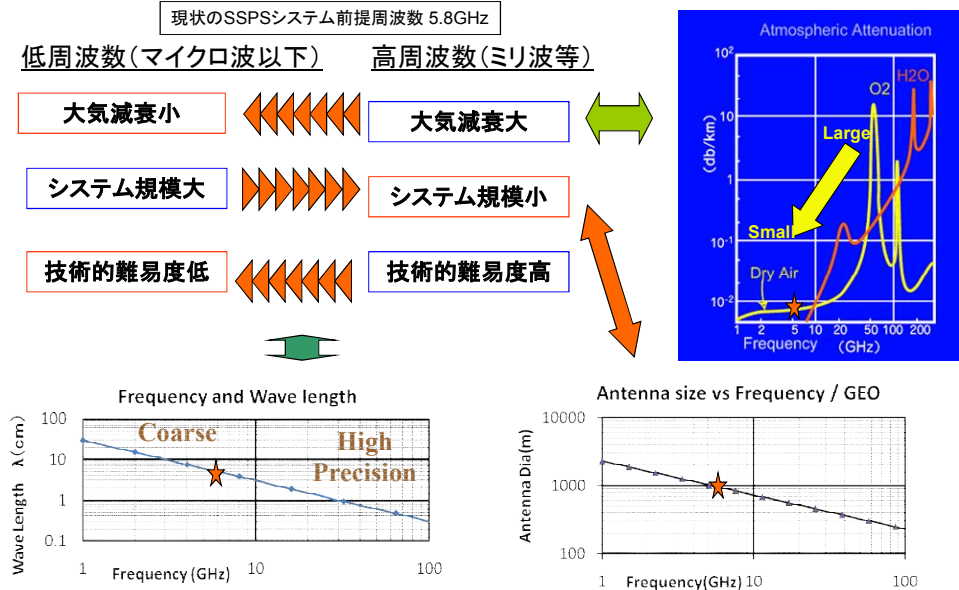 現状のSSPSシステム前提周波数 5.8GHz
低周波数(マイクロ波以下)
高周波数(ミリ波等)
大気減衰小
大気減衰大
システム規模大
システム規模小
技術的難易度低
技術的難易度高
Atmospheric Attenuation
10²
10
1
10⁻¹
10⁻²
(db/km)
O2
H2O
Large
Small
Dry Air
1 2 5 10 20 50 100 200
Frequency (GHz)
Frequency and Wave length
Wave Length λ(cm)
100
10
1
0.1
Coarse
High
Precision
1 10 100
Frequency (GHz)
Antenna size vs Frequency / GEO
Antenna Dia(m)
10000
1000
100
1 10 100
Frequency(GHz)